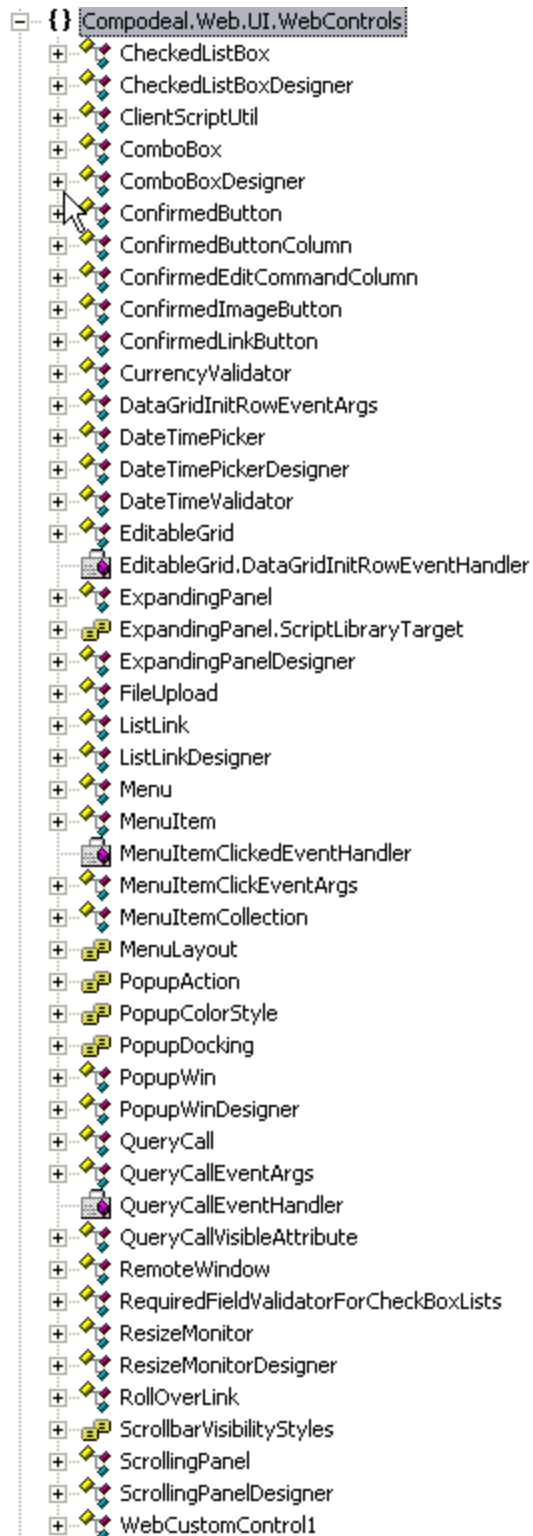 {} Compodeal.Web.UI.WebControls
CheckedListBox
CheckedListBoxDesigner
ClientScriptUtil
ComboBox
ComboBoxDesigner
ConfirmedButton
ConfirmedButtonColumn
ConfirmedEditCommandColumn
ConfirmedImageButton
ConfirmedLinkButton
CurrencyValidator
DataGridInitRowEventArgs
DateTimePicker
DateTimePickerDesigner
DateTimeValidator
EditableGrid
EditableGrid.DataGridInitRowEventHandler
ExpandingPanel
ExpandingPanel.ScriptLibraryTarget
ExpandingPanelDesigner
FileUpload
ListLink
ListLinkDesigner
Menu
MenuItem
MenuItemClickedEventHandler
MenuItemClickEventArgs
MenuItemCollection
MenuLayout
PopupAction
PopupColorStyle
PopupDocking
PopupWin
PopupWinDesigner
QueryCall
QueryCallEventArgs
QueryCallEventHandler
QueryCallVisibleAttribute
RemoteWindow
RequiredFieldValidatorForCheckBoxLists
ResizeMonitor
ResizeMonitorDesigner
RollOverLink
ScrollbarVisibilityStyles
ScrollingPanel
ScrollingPanelDesigner
WebCustomControl1